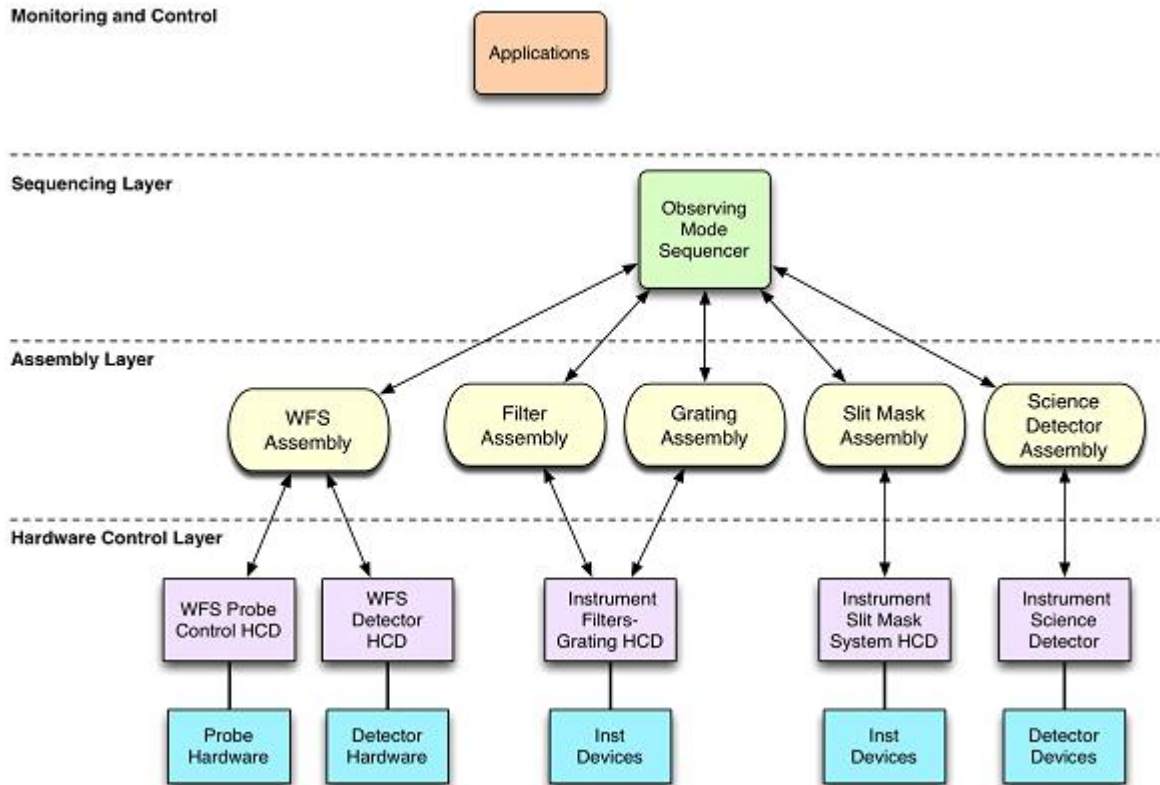 Monitoring and Control
Applications
Sequencing Layer
Observing
Mode
Sequencer
Assembly Layer
WFS
Assembly
Filter
Assembly
Grating
Assembly
Slit Mask
Assembly
Science
Detector
Assembly
Hardware Control Layer
WFS Probe
Control HCD
WFS
Detector
HCD
Instrument
Filters-
Grating HCD
Instrument
Slit Mask
System HCD
Instrument
Science
Detector
Probe
Hardware
Detector
Hardware
Inst
Devices
Inst
Devices
Detector
Devices